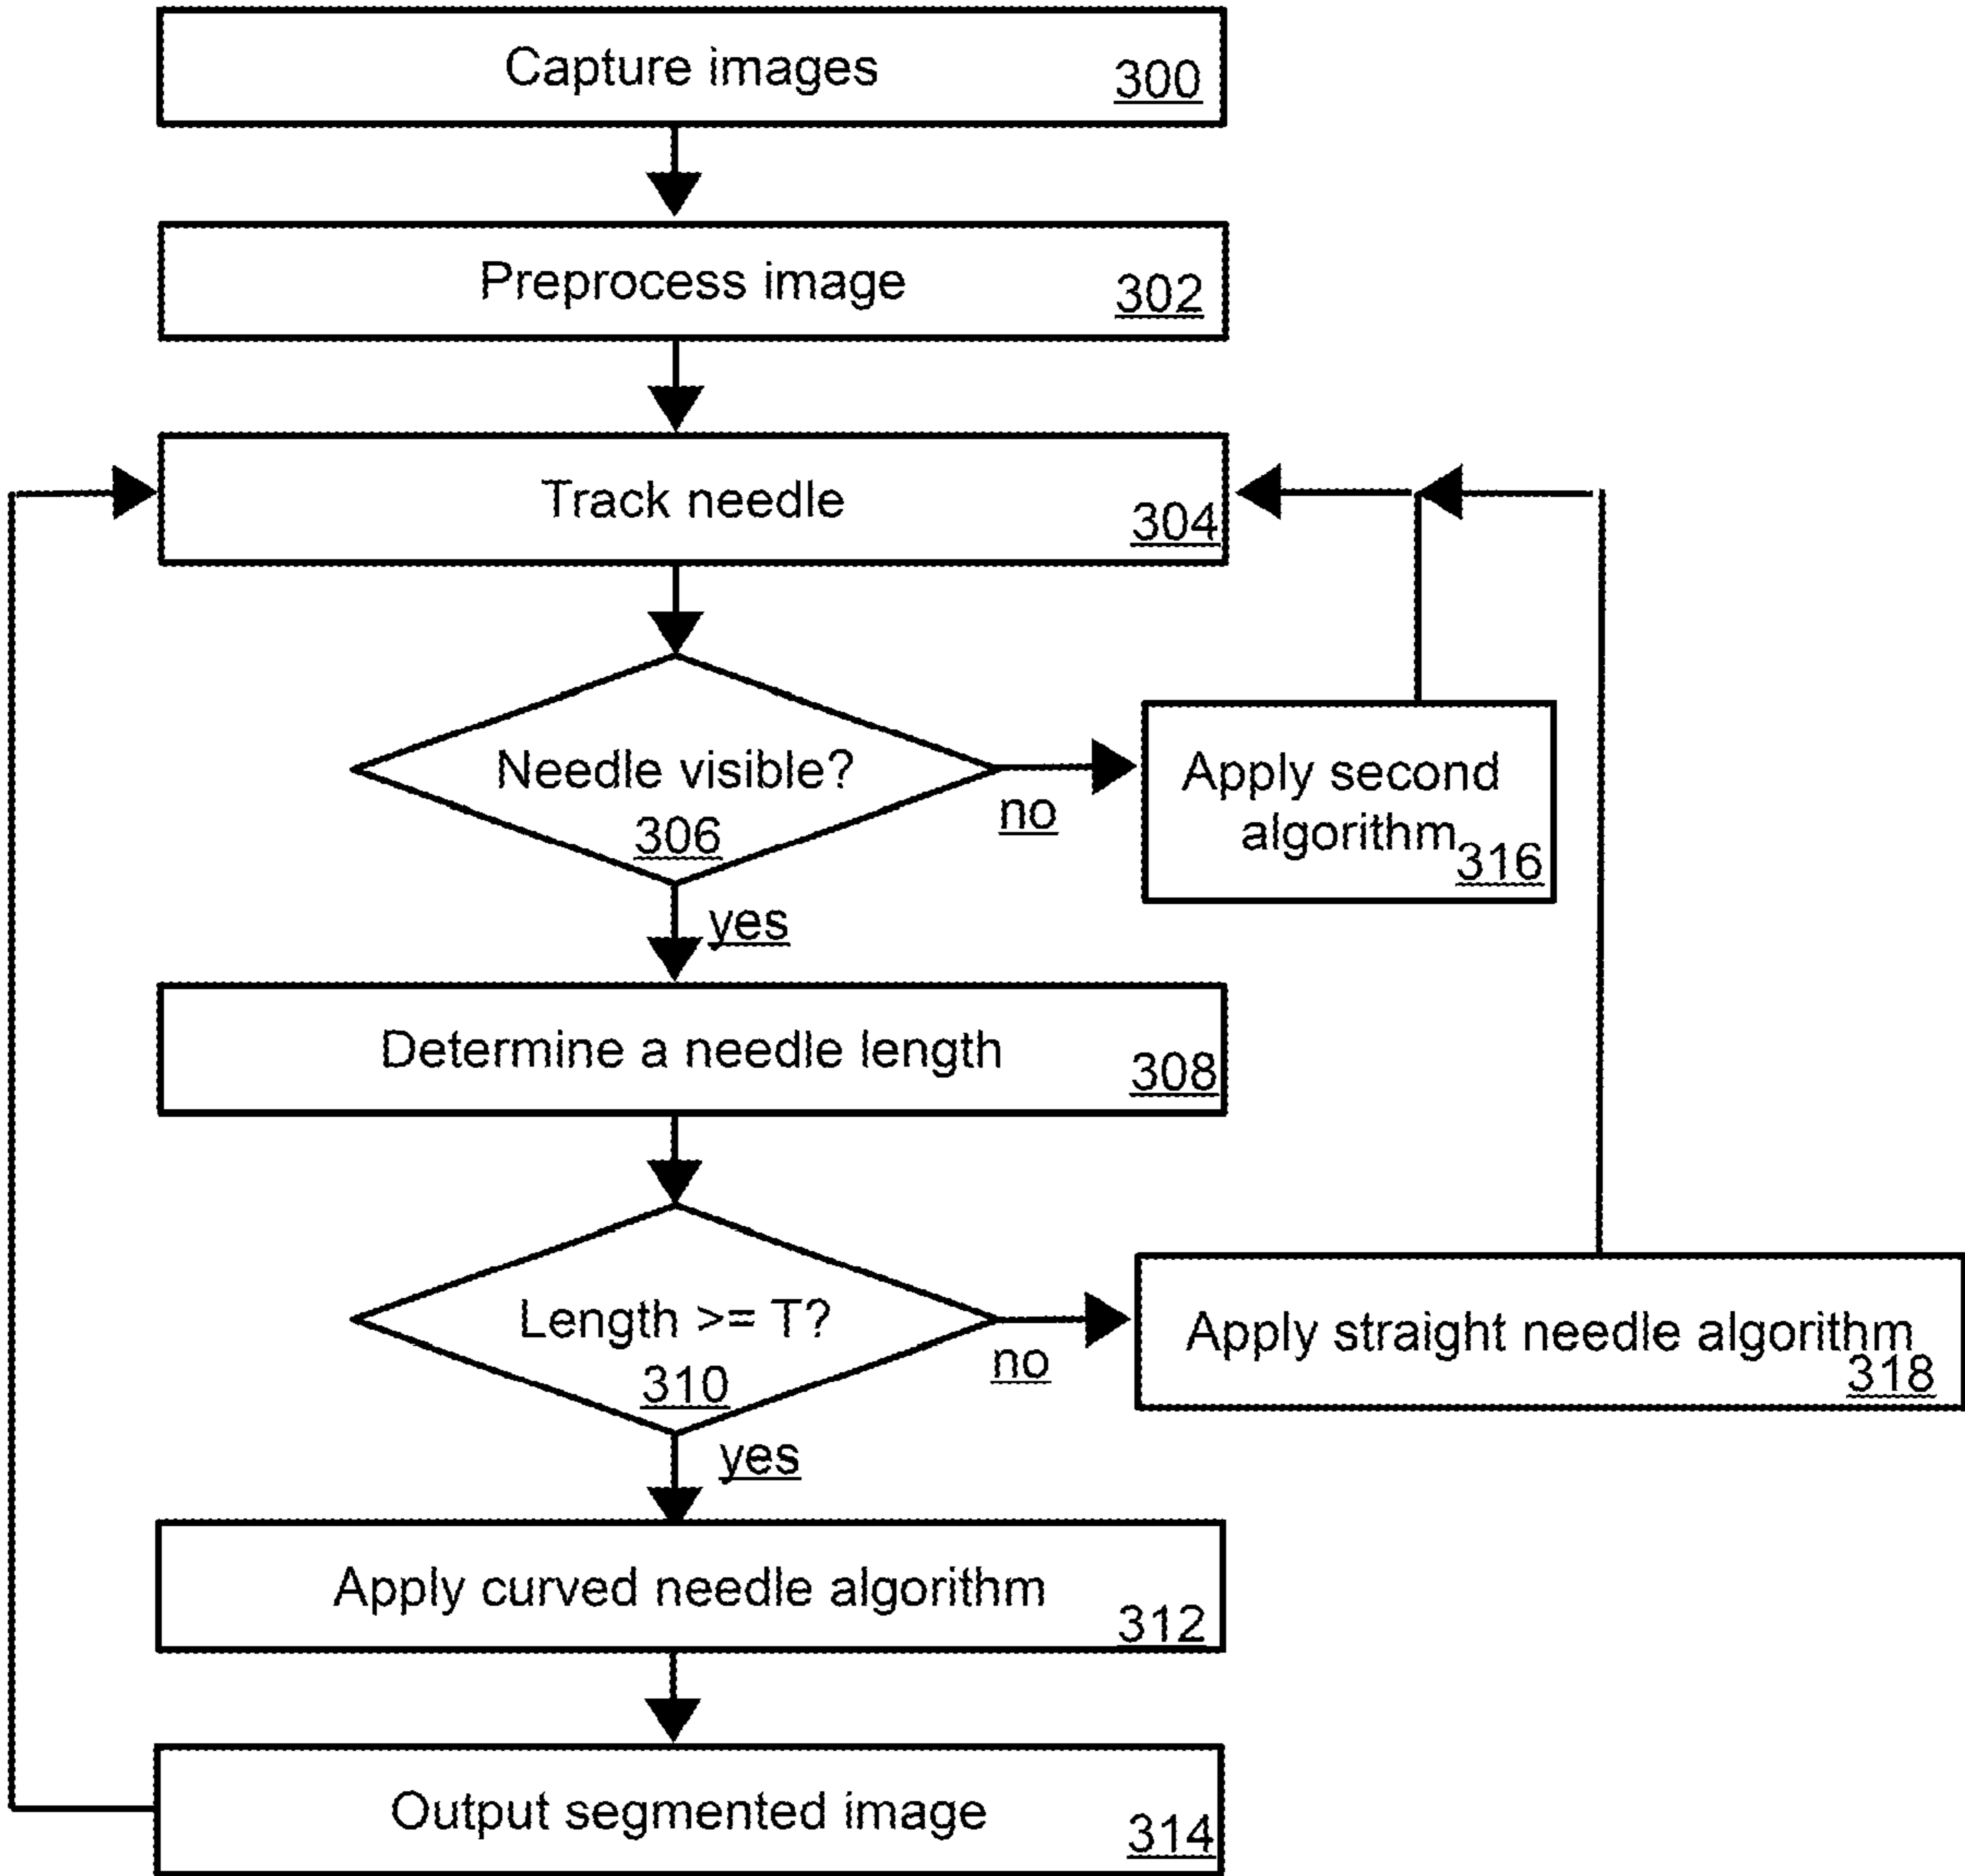 Capture images
300
Preprocess image
302
Track needle
304
Needle visible?
306
no
Apply second
algorithm
316
yes
Determine a needle length
308
Length >= T?
310
no
Apply straight needle algorithm
318
yes
Apply curved needle algorithm
312
Output segmented image
314